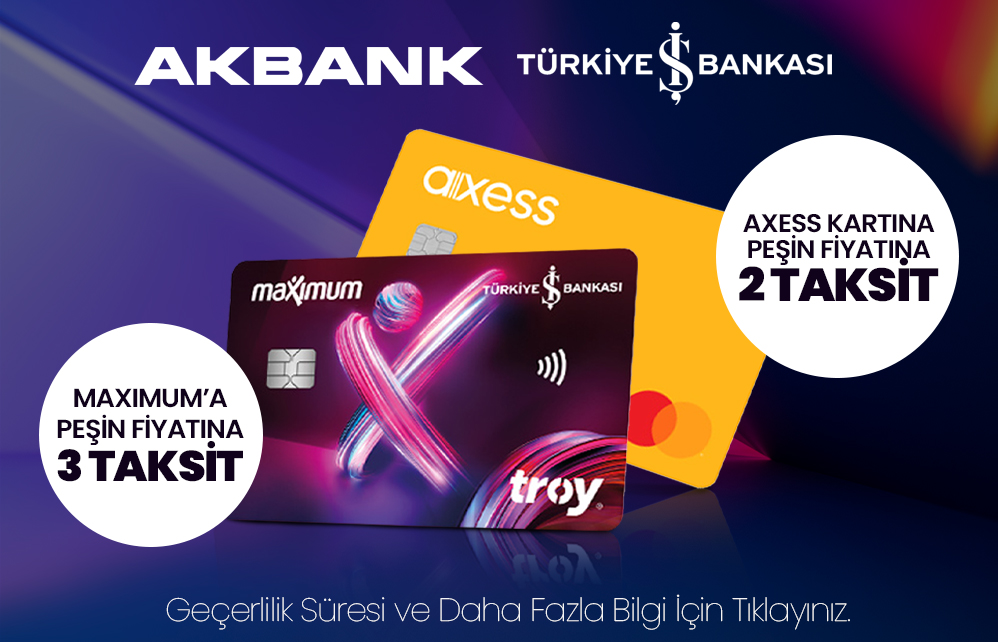 AKBANK
TÜRKİYE İŞ BANKASI
axess
AXESS KARTINA
PEŞİN FİYATINA
2 TAKSİT
maximum
TÜRKİYE İŞ BANKASI
MAXIMUM’A
PEŞİN FİYATINA
3 TAKSİT
troy®
Geçerlilik Süresi ve Daha Fazla Bilgi İçin Tıklayınız.